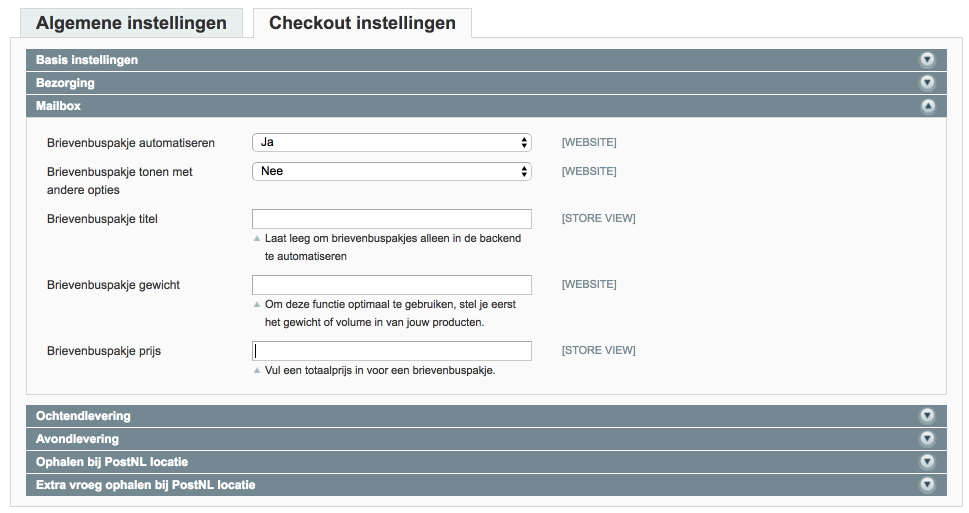 Algemene instellingen
Checkout instellingen
Basis instellingen
Bezorging
Mailbox
Brievenbuspakje automatiseren
Ja
[WEBSITE]
Brievenbuspakje tonen met
andere opties
Nee
[WEBSITE]
Brievenbuspakje titel
[STORE VIEW]
Laat leeg om brievenbuspakjes alleen in de backend
te automatiseren
Brievenbuspakje gewicht
[WEBSITE]
Om deze functie optimaal te gebruiken, stel je eerst
het gewicht of volume in van jouw producten.
Brievenbuspakje prijs
[STORE VIEW]
Vul een totaalprijs in voor een brievenbuspakje.
Ochtendlevering
Avondlevering
Ophalen bij PostNL locatie
Extra vroeg ophalen bij PostNL locatie